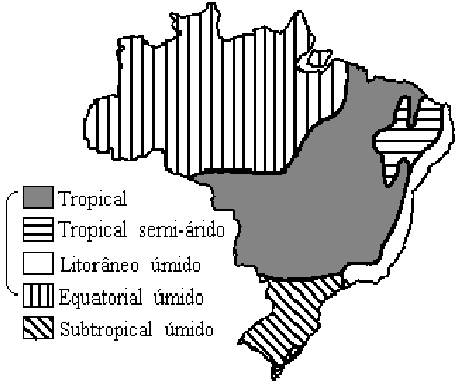 Tropical
Tropical semi-árido
Litorâneo úmido
Equatorial úmido
Subtropical úmido